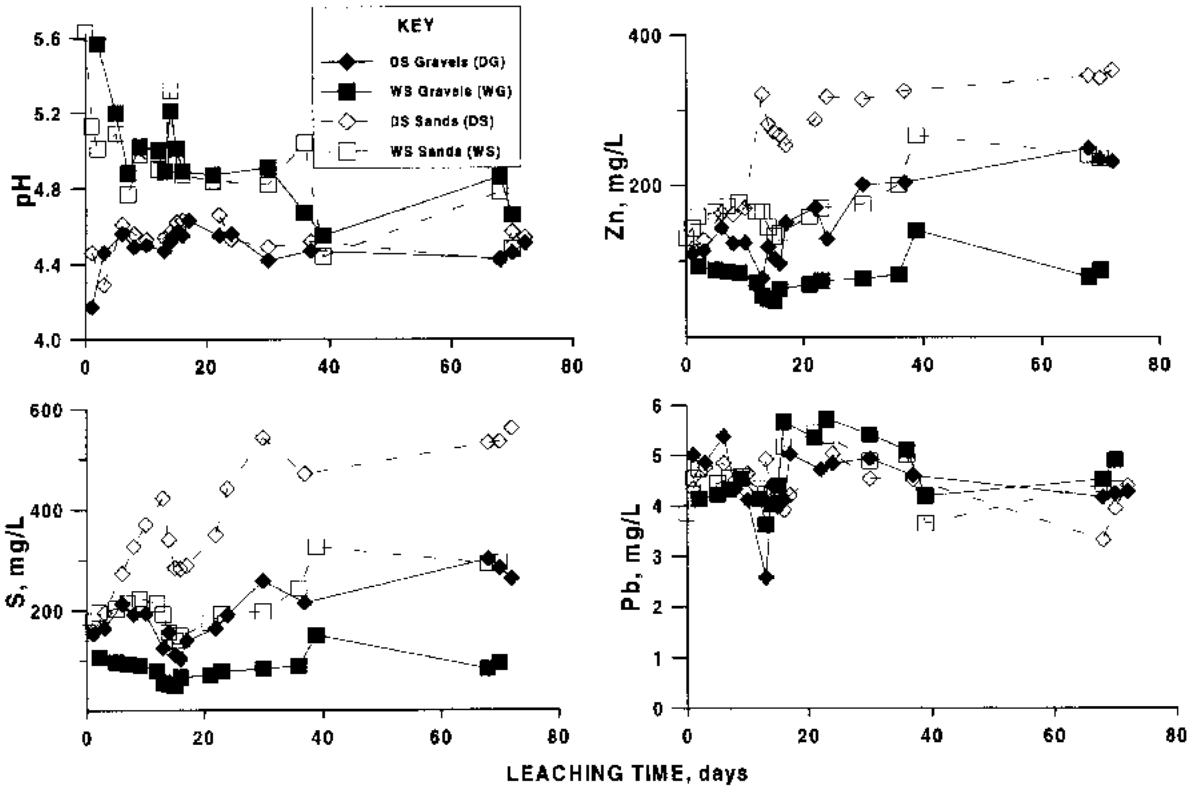 KEY
DS Gravels (DG)
WS Gravels (WG)
DS Sands (DS)
WS Sands (WS)
pH
5.6
5.2
4.8
4.4
4.0
0 20 40 60 80
Zn, mg/L
400
200
0 20 40 60 80
S, mg/L
600
400
200
0 20 40 60 80
Pb, mg/L
6
5
4
3
2
1
0
0 20 40 60 80
LEACHING TIME, days